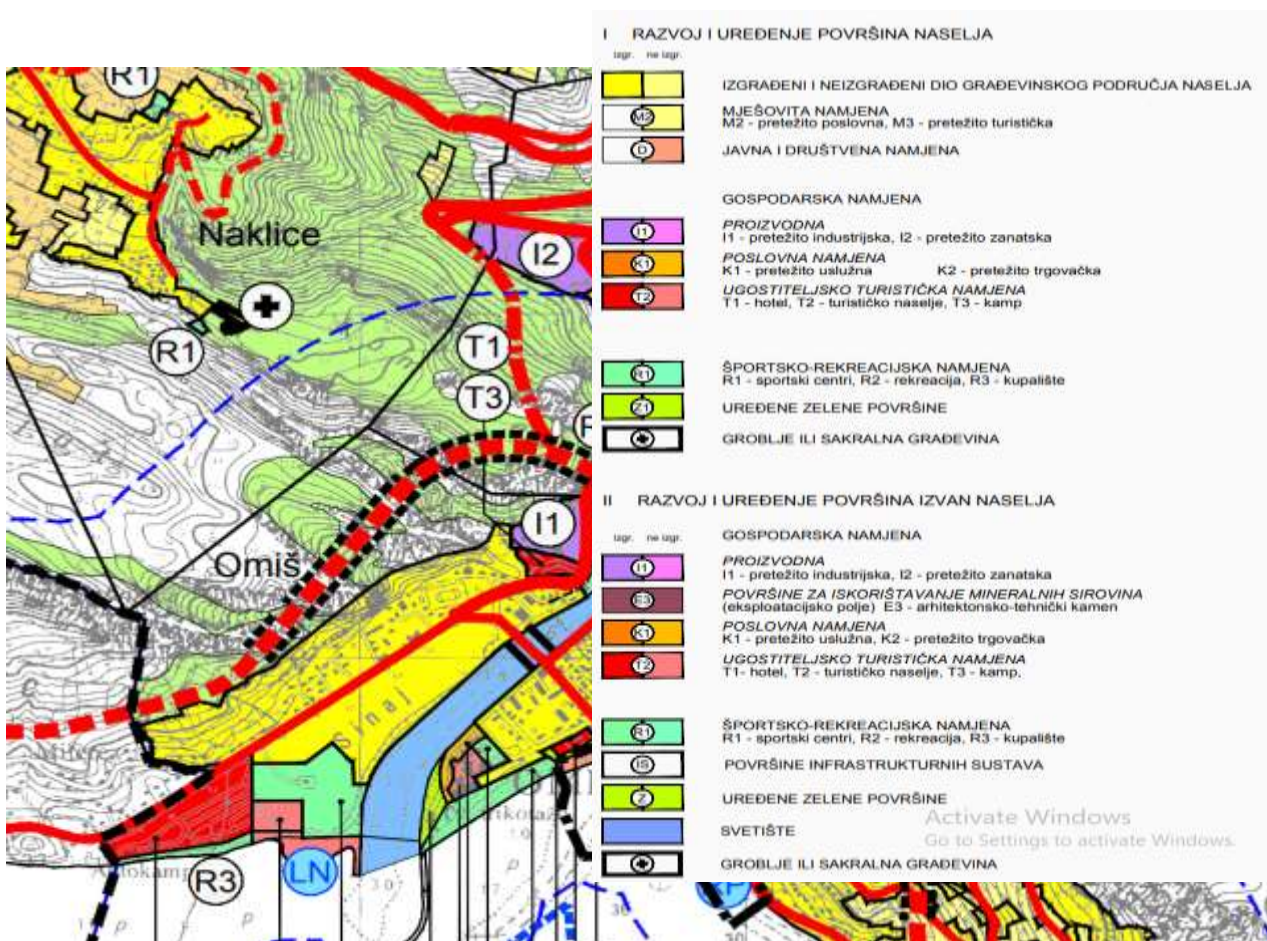 I RAZVOJ I UREĐENJE POVRŠINA NASELJA
izgr. ne izgr.
IZGRAĐENI I NEIZGRAĐENI DIO GRAĐEVINSKOG PODRUČJA NASELJA
M2
MJEŠOVITA NAMJENA
M2 - pretežito poslovna, M3 - pretežito turistička
D
JAVNA I DRUŠTVENA NAMJENA
GOSPODARSKA NAMJENA
I1
PROIZVODNA
I1 - pretežito industrijska, I2 - pretežito zanatska
K1
POSLOVNA NAMJENA
K1 - pretežito uslužna K2 - pretežito trgovačka
T2
UGOSTITELJSKO TURISTIČKA NAMJENA
T1 - hotel, T2 - turističko naselje, T3 - kamp
R1
ŠPORTSKO-REKREACIJSKA NAMJENA
R1 - sportski centri, R2 - rekreacija, R3 - kupalište
Z1
UREĐENE ZELENE POVRŠINE
GROBLJE ILI SAKRALNA GRAĐEVINA
II RAZVOJ I UREĐENJE POVRŠINA IZVAN NASELJA
izgr. ne izgr.
GOSPODARSKA NAMJENA
I1
PROIZVODNA
I1 - pretežito industrijska, I2 - pretežito zanatska
E3
POVRŠINE ZA ISKORIŠTAVANJE MINERALNIH SIROVINA
(eksploatacijsko polje) E3 - arhitektonsko-tehnički kamen
K1
POSLOVNA NAMJENA
K1 - pretežito uslužna, K2 - pretežito trgovačka
T2
UGOSTITELJSKO TURISTIČKA NAMJENA
T1- hotel, T2 - turističko naselje, T3 - kamp.
R1
ŠPORTSKO-REKREACIJSKA NAMJENA
R1 - sportski centri, R2 - rekreacija, R3 - kupalište
IS
POVRŠINE INFRASTRUKTURNIH SUSTAVA
Z
UREĐENE ZELENE POVRŠINE
SVETIŠTE
GROBLJE ILI SAKRALNA GRAĐEVINA
Activate Windows
Go to Settings to activate Windows.
R1
Naklice
I2
R1
T1
T3
I1
Omiš
Smaj
R3
LN
30
30